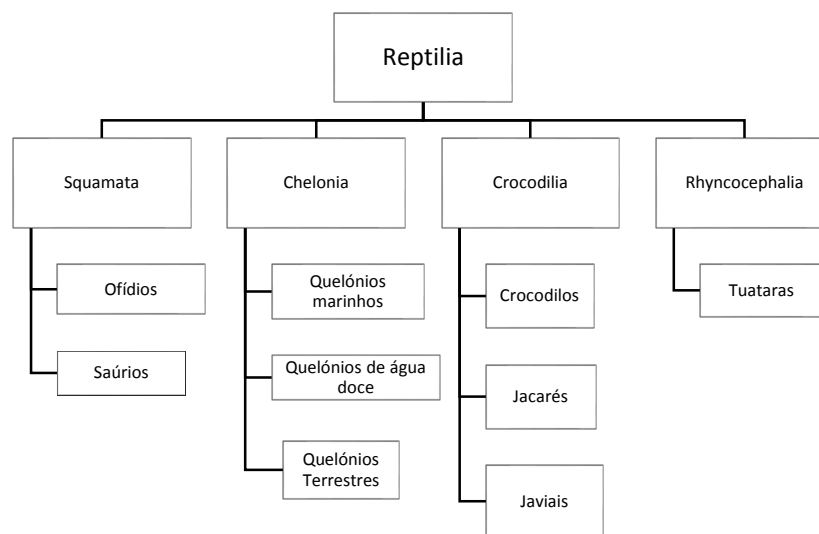 Reptilia
Squamata
Chelonia
Crocodilia
Rhyncocephalia
Ofídios
Saúrios
Quelónios
marinhos
Quelónios de água
doce
Quelónios
Terrestres
Crocodilos
Jacarés
Javiais
Tuataras